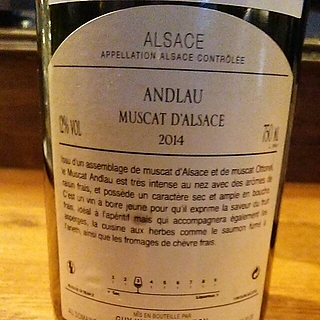 ALSACE
APPELLATION ALSACE CONTRÔLÉE
ANDLAU
12% VOL
MUSCAT D'ALSACE
750 ML
2014
Issu d'un assemblage de muscat d'Alsace et de muscat Ottonel,
le Muscat Andlau est très intense au nez avec des arômes de
raisin frais, et possède un caractère sec et ample en bouche.
C'est un vin à boire jeune pour qu'il exprime la saveur du fruit
frais, idéal à l'apéritif mais qui accompagnera également les
asperges, la cuisine aux herbes comme le saumon fumé à
l'aneth, ainsi que les fromages de chèvre frais.
MIS EN BOUTEILLE PAR